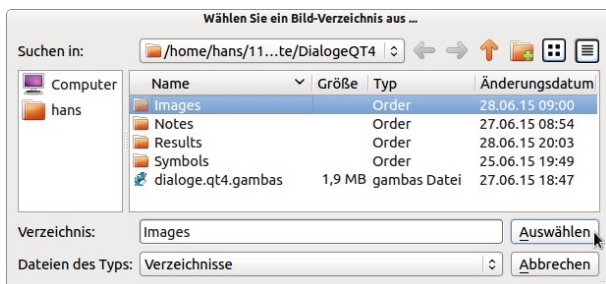 Wählen Sie ein Bild-Verzeichnis aus ...
Suchen in: /home/hans/11...te/DialogeQT4
Computer
hans
Name Größe Typ Änderungsdatum
Images Order 28.06.15 09:00
Notes Order 27.06.15 08:54
Results Order 28.06.15 20:03
Symbols Order 25.06.15 19:49
dialoge.qt4.gambas 1,9 MB gambas Datei 27.06.15 18:47
Verzeichnis: Images Auswählen
Dateien des Typs: Verzeichnisse Abbrechen